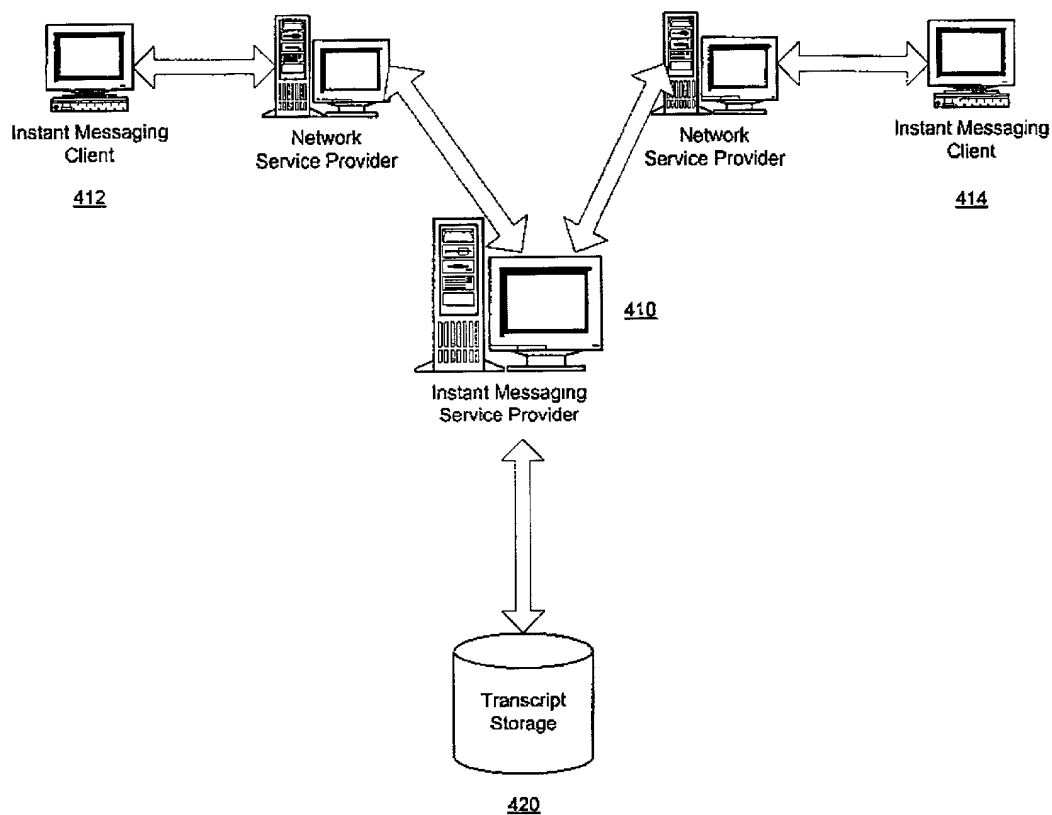 Instant Messaging
Client
412
Network
Service Provider
Network
Service Provider
Instant Messaging
Client
414
410
Instant Messaging
Service Provider
Transcript
Storage
420